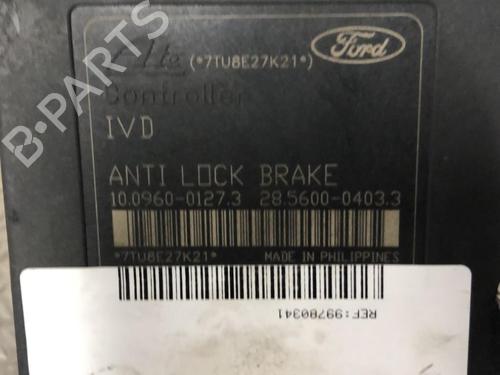 Ate (*7TU8E27K21*) Ford
Controller
IVD
ANTI LOCK BRAKE
10.0960-0127.3 28.5600-0403.3
*7TU8E27K21* MADE IN PHILIPPINES
REF:99780341
B-PARTS